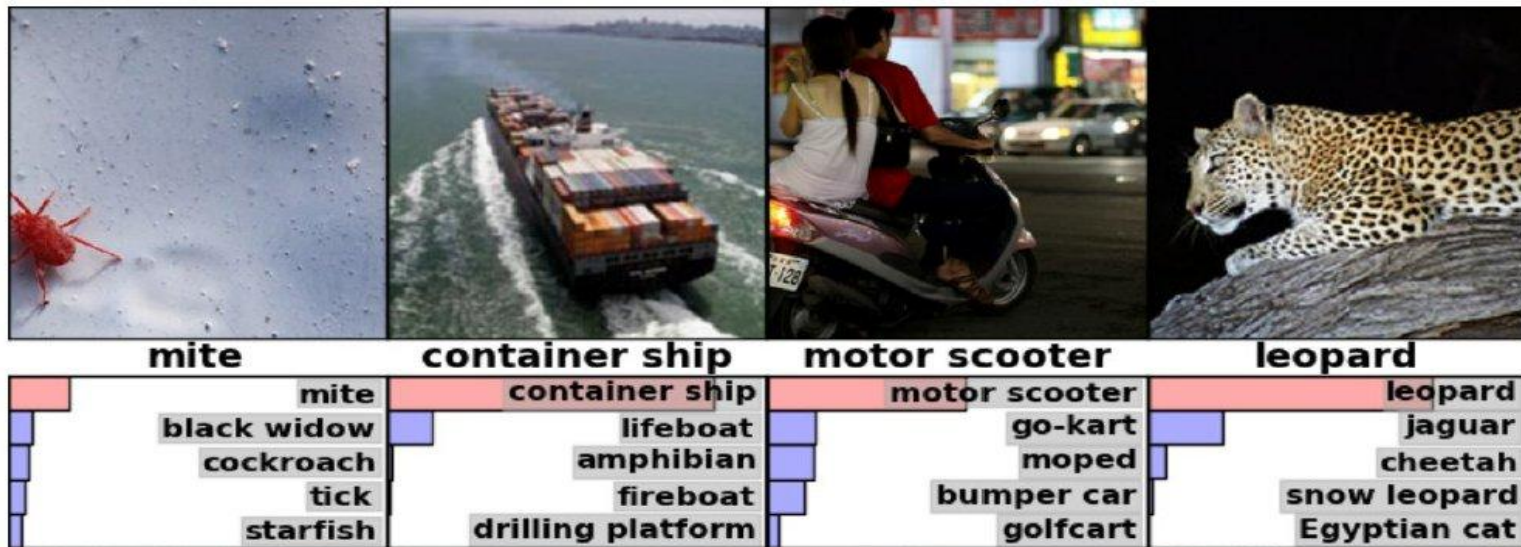 mite
container ship
motor scooter
leopard
mite
black widow
cockroach
tick
starfish
container ship
lifeboat
amphibian
fireboat
drilling platform
motor scooter
go-kart
moped
bumper car
golfcart
leopard
jaguar
cheetah
snow leopard
Egyptian cat